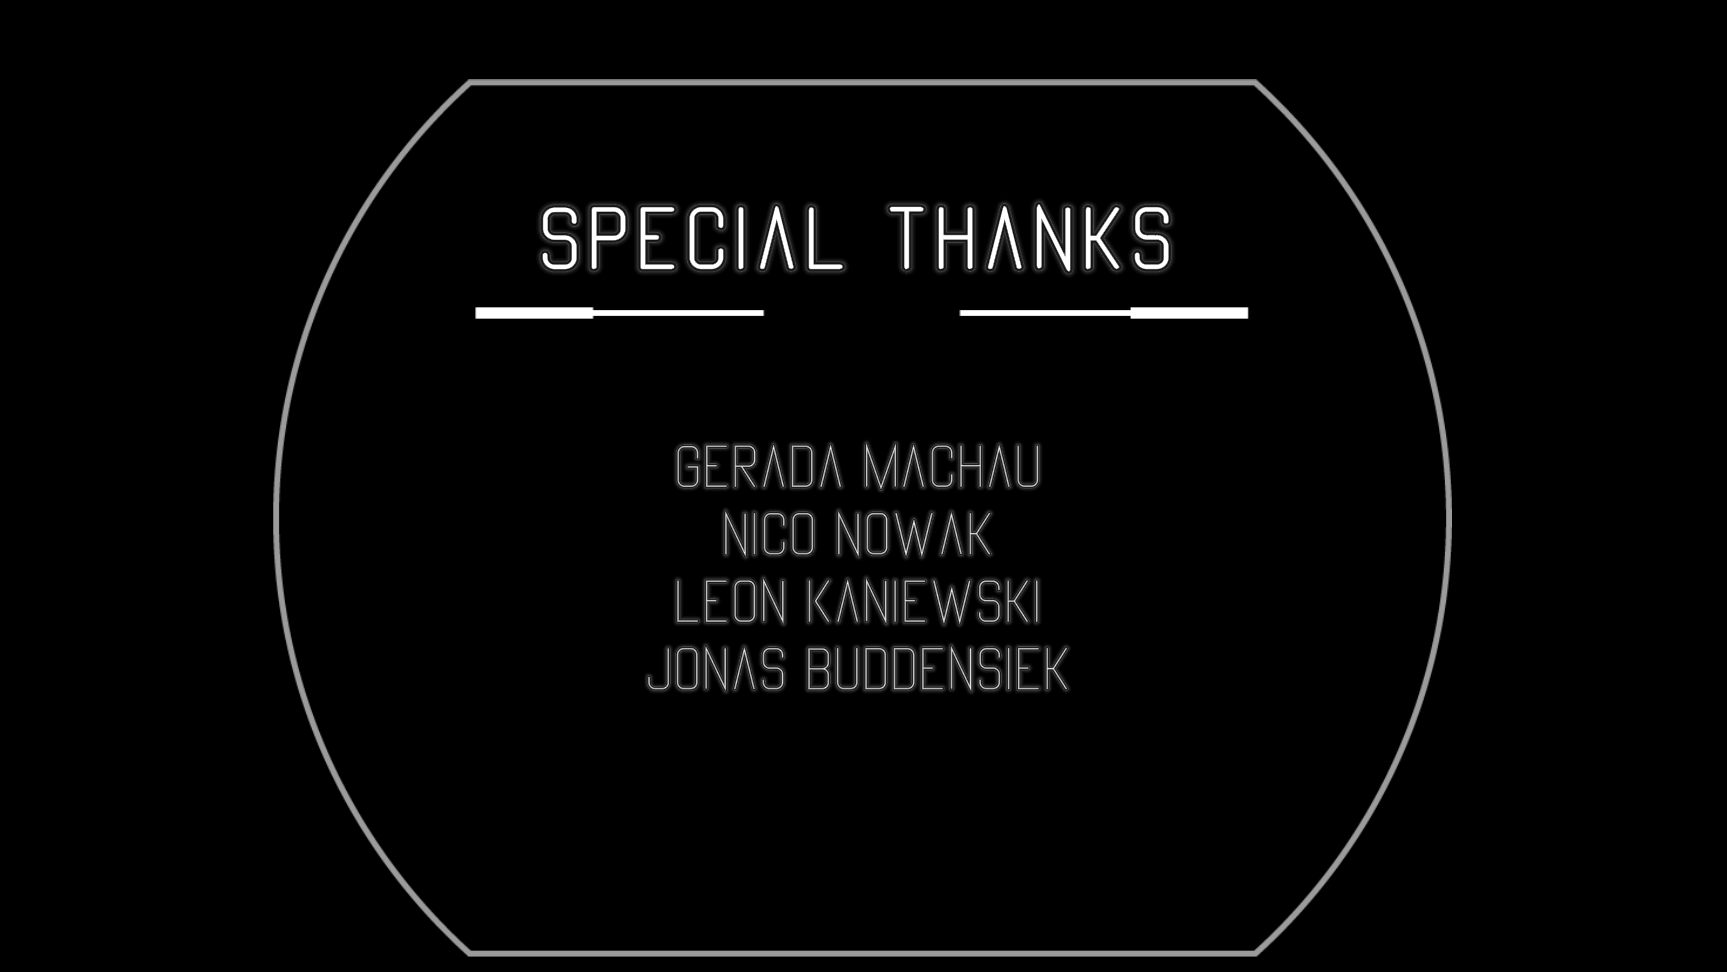 SPECIAL THANKS
GERADA MACHAU
NICO NOWAK
LEON KANIEWSKI
JONAS BUDDENSIEK